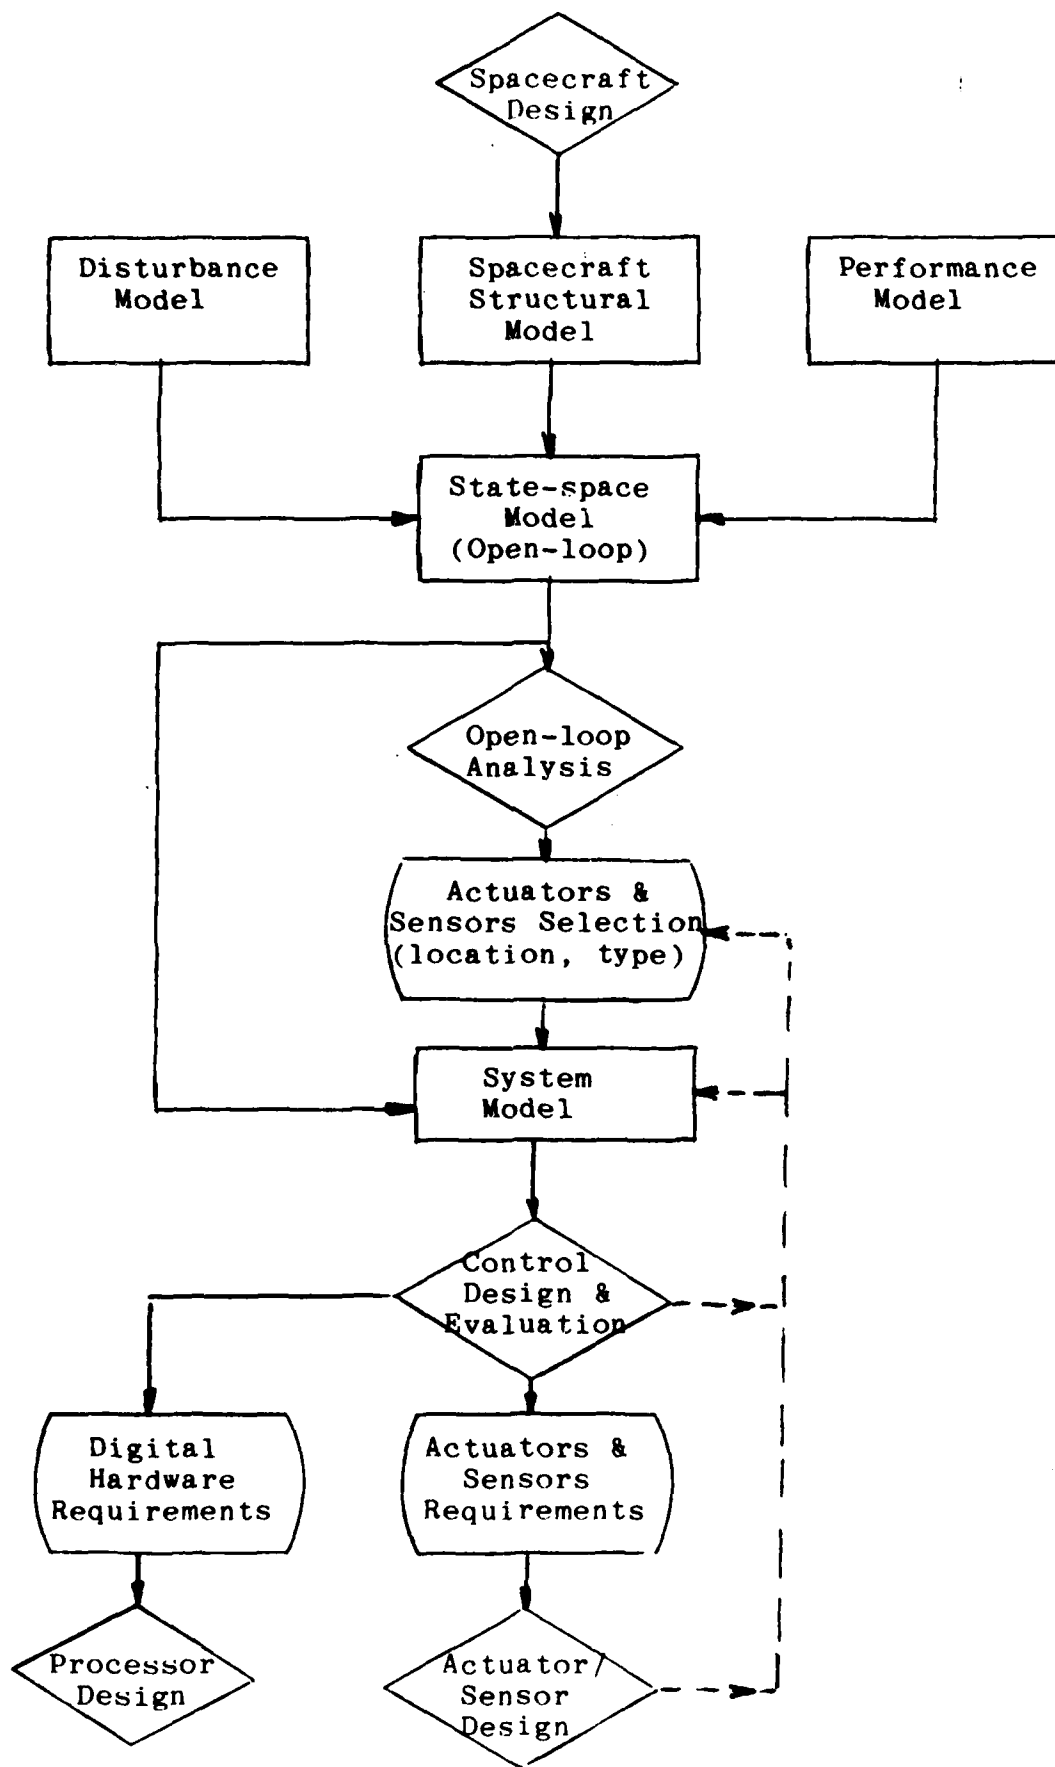 Spacecraft
Design
Disturbance
Model
Spacecraft
Structural
Model
Performance
Model
State-space
Model
(Open-loop)
Open-loop
Analysis
Actuators &
Sensors Selection
(location, type)
System
Model
Control
Design &
Evaluation
Digital
Hardware
Requirements
Actuators &
Sensors
Requirements
Processor
Design
Actuator/
Sensor
Design